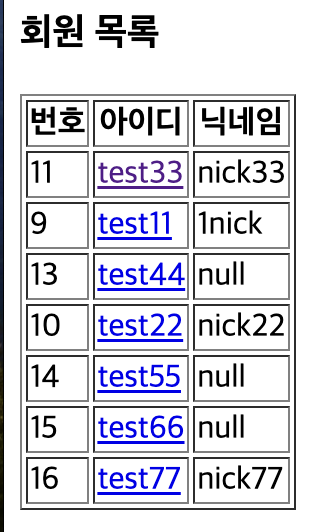 회원 목록
번호 아이디 닉네임
11 test33 nick33
9 test11 1nick
13 test44 null
10 test22 nick22
14 test55 null
15 test66 null
16 test77 nick77